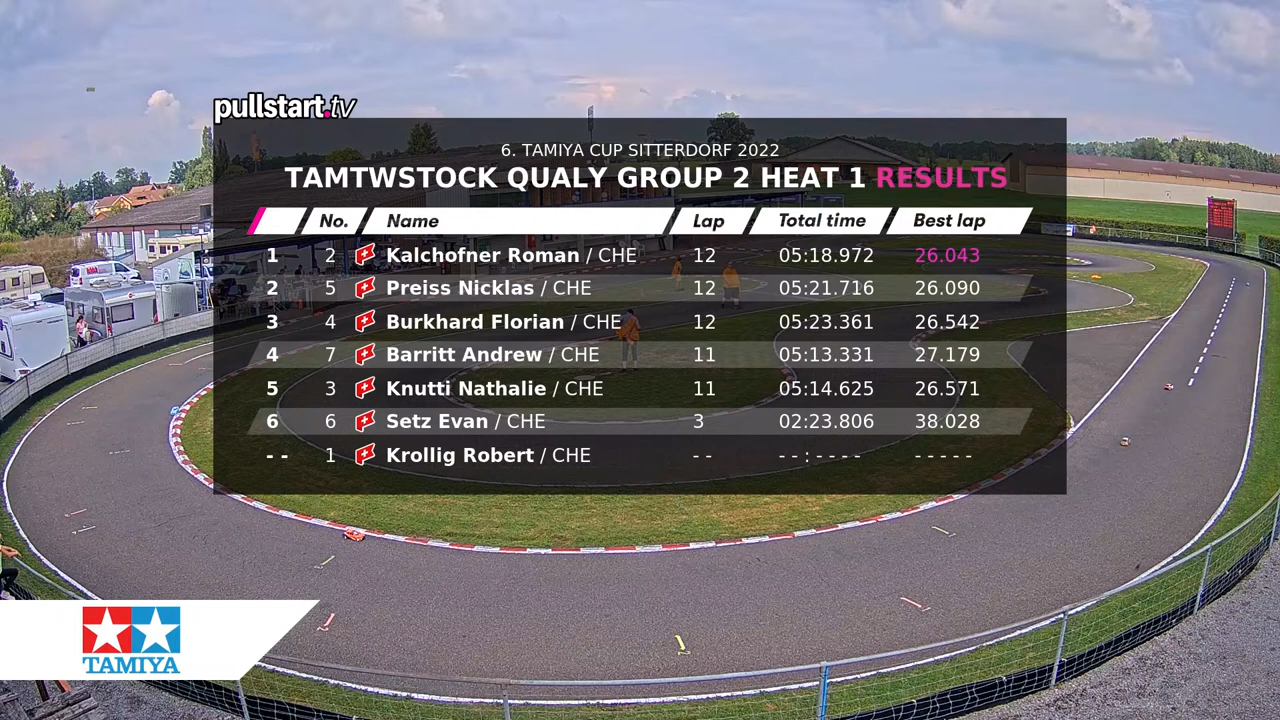 pullstart.tv
6. TAMIYA CUP SITTERDORF 2022
TAMTWSTOCK QUALY GROUP 2 HEAT 1 RESULTS
No. Name Lap Total time Best lap
1 2 Kalchofner Roman / CHE 12 05:18.972 26.043
2 5 Preiss Nicklas / CHE 12 05:21.716 26.090
3 4 Burkhard Florian / CHE 12 05:23.361 26.542
4 7 Barritt Andrew / CHE 11 05:13.331 27.179
5 3 Knutti Nathalie / CHE 11 05:14.625 26.571
6 6 Setz Evan / CHE 3 02:23.806 38.028
- - 1 Krollig Robert / CHE - - - - : - - - - - - - - -
TAMIYA